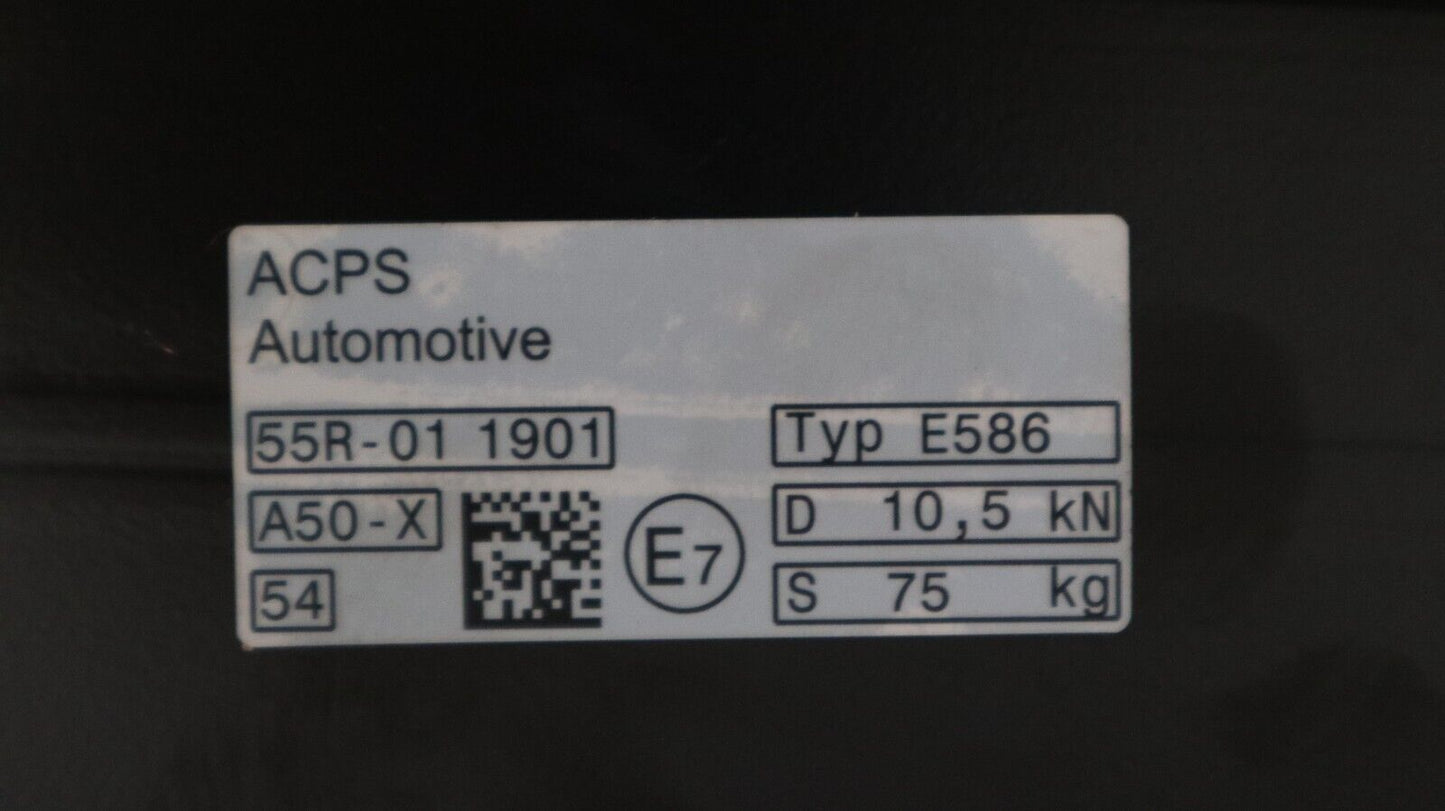 ACPS
Automotive
55R-01 1901
Typ E586
A50-X
E7
D 10,5 kN
54
S 75 kg